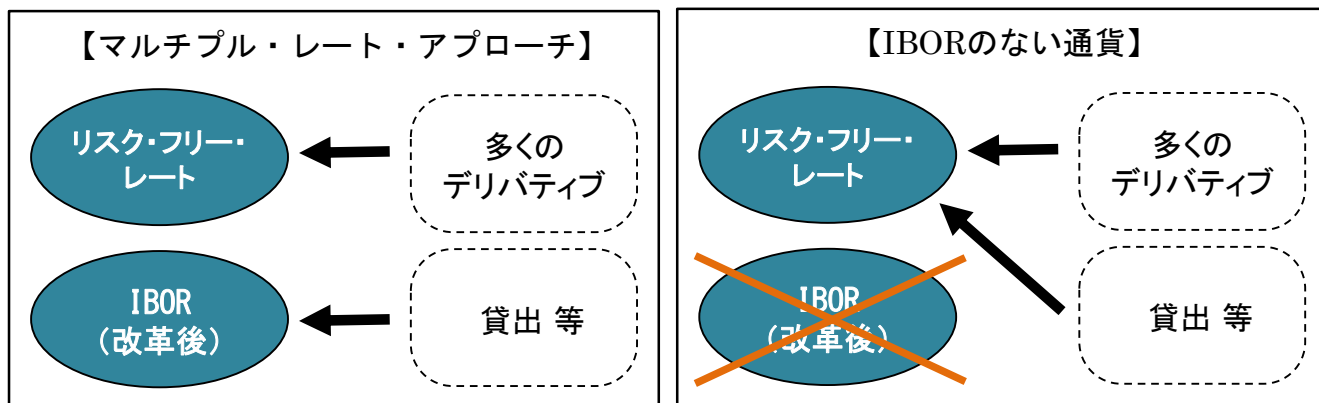 【マルチプル・レート・アプローチ】
リスク・フリー・
レート
多くの
デリバティブ
IBOR
(改革後)
貸出 等
【IBORのない通貨】
リスク・フリー・
レート
多くの
デリバティブ
IBOR
(改革後)
貸出 等